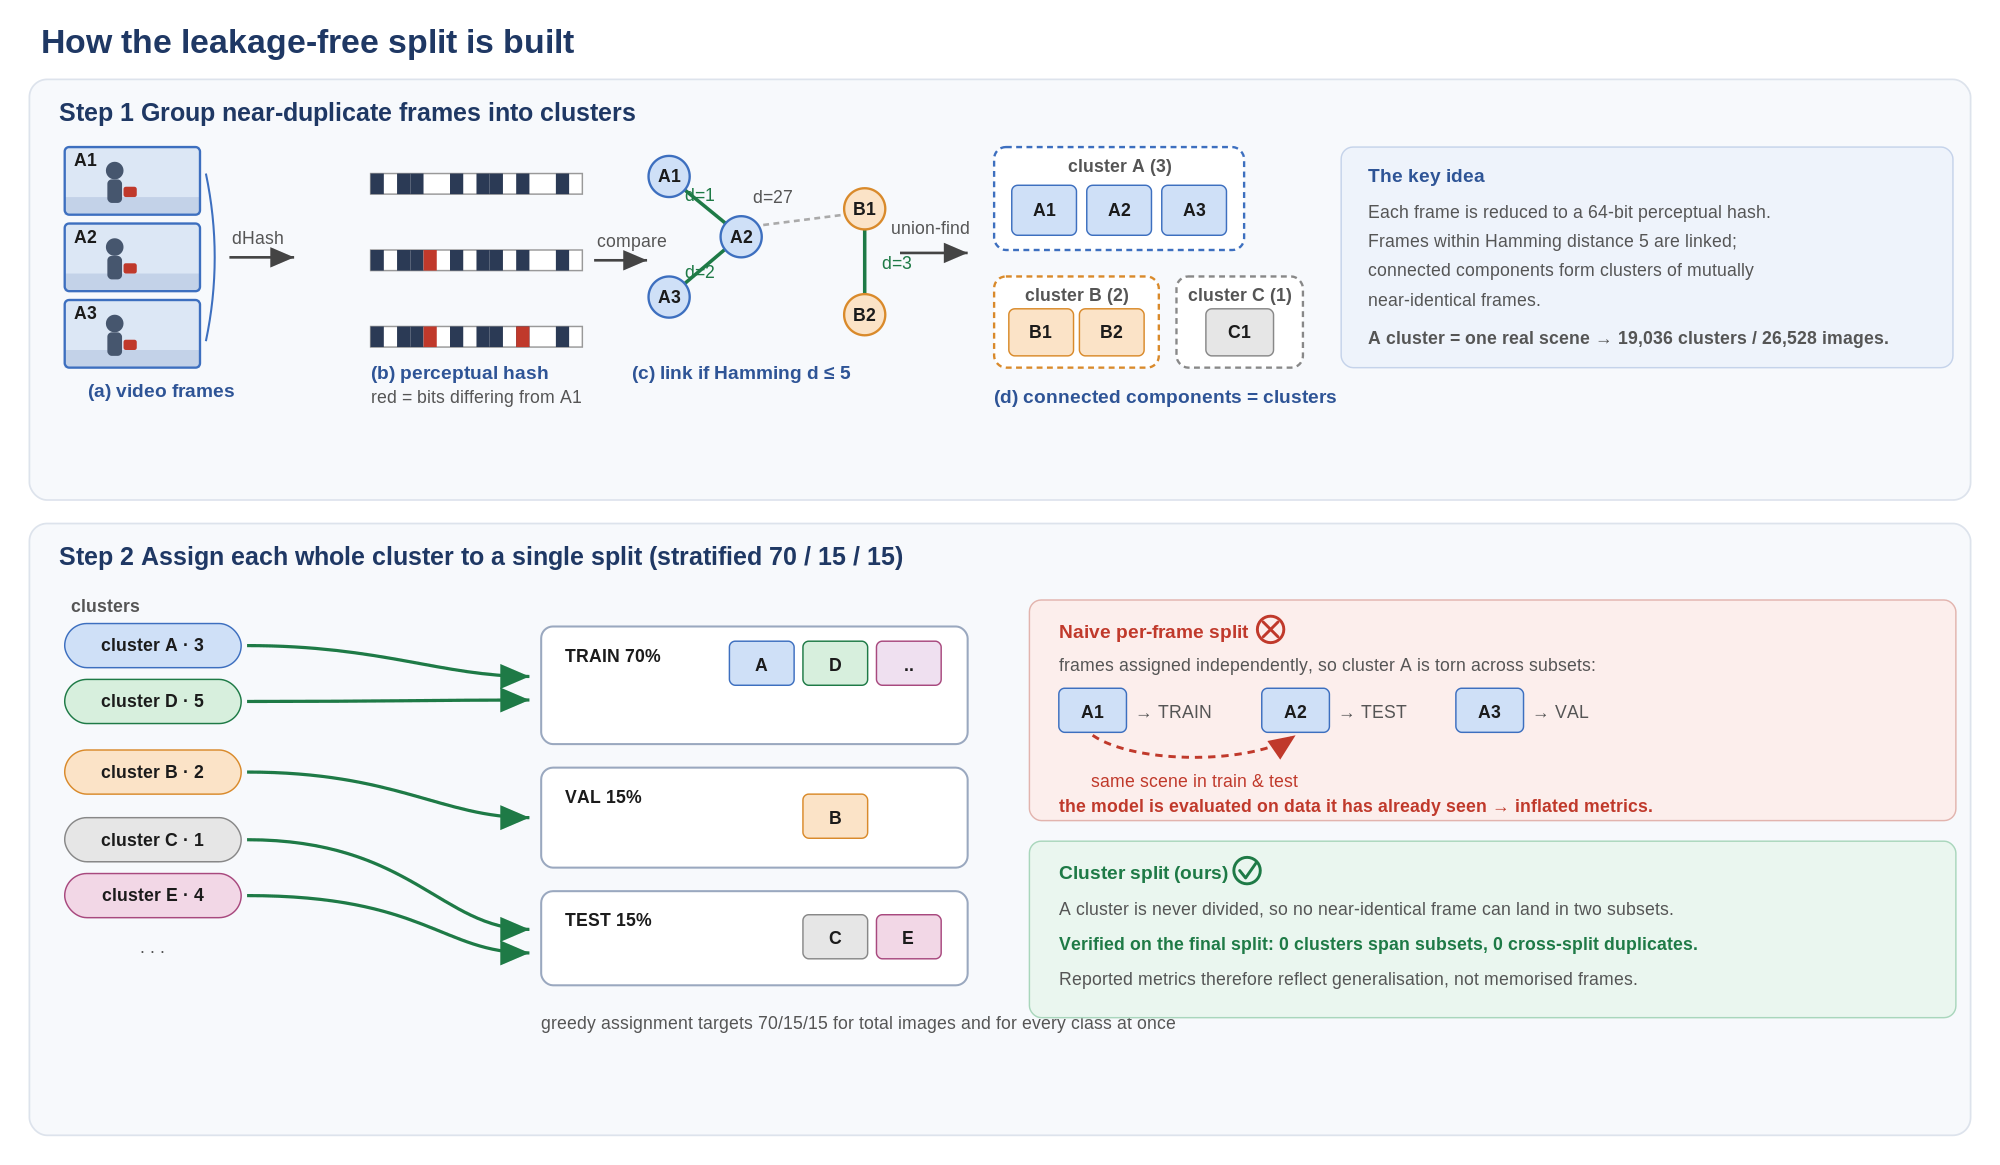 How the leakage-free split is built
Step 1 Group near-duplicate frames into clusters
A1
A2
A3
(a) video frames
dHash
(b) perceptual hash
red = bits differing from A1
compare
A1
d=1
A2
d=2
A3
d=27
B1
d=3
B2
(c) link if Hamming d ≤ 5
union-find
cluster A (3)
A1 A2 A3
cluster B (2)
B1 B2
cluster C (1)
C1
(d) connected components = clusters
The key idea
Each frame is reduced to a 64-bit perceptual hash.
Frames within Hamming distance 5 are linked;
connected components form clusters of mutually
near-identical frames.
A cluster = one real scene → 19,036 clusters / 26,528 images.
Step 2 Assign each whole cluster to a single split (stratified 70 / 15 / 15)
clusters
cluster A · 3
cluster D · 5
cluster B · 2
cluster C · 1
cluster E · 4
. . .
TRAIN 70% A D ..
VAL 15% B
TEST 15% C E
greedy assignment targets 70/15/15 for total images and for every class at once
Naive per-frame split
frames assigned independently, so cluster A is torn across subsets:
A1 → TRAIN A2 → TEST A3 → VAL
same scene in train & test
the model is evaluated on data it has already seen → inflated metrics.
Cluster split (ours)
A cluster is never divided, so no near-identical frame can land in two subsets.
Verified on the final split: 0 clusters span subsets, 0 cross-split duplicates.
Reported metrics therefore reflect generalisation, not memorised frames.